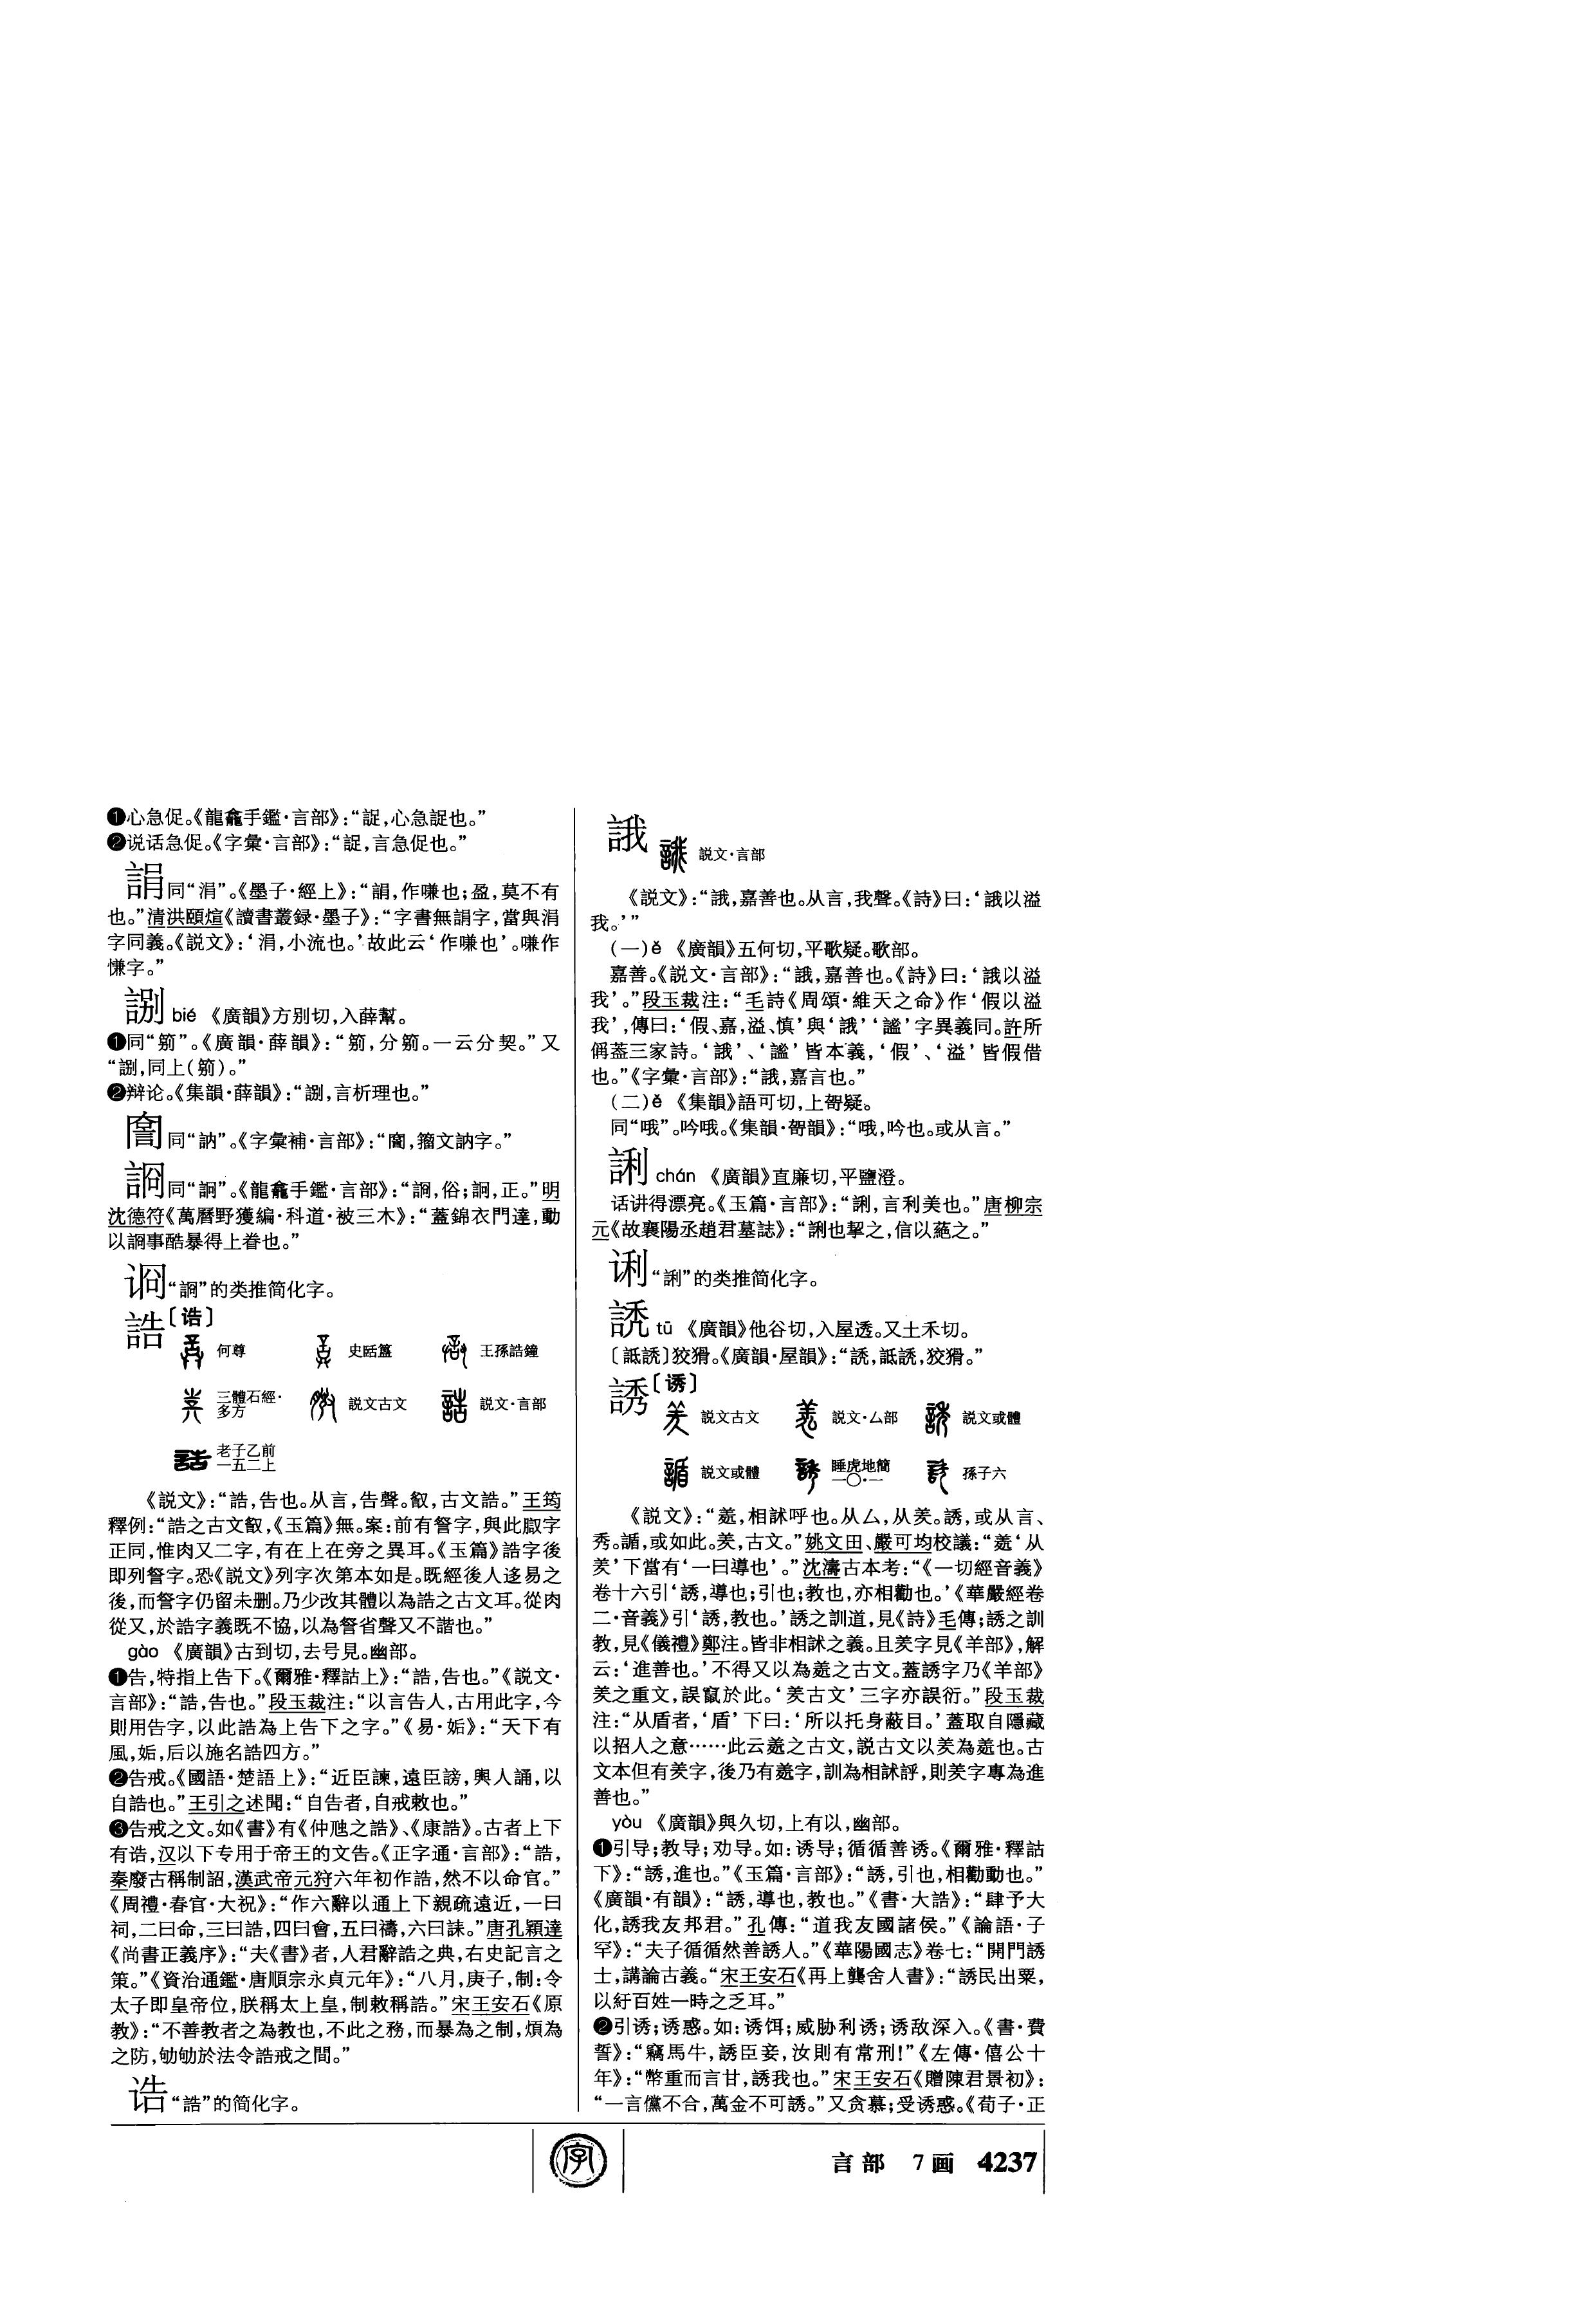 ❶心急促。《龍龕手鑑·言部》：“誔，心急誔也。”
❷说话急促。《字彙·言部》：“誔，言急促也。”
誩同“涓”。《墨子·經上》：“䛓，作嗛也；盈，莫不有
也。”清洪頤煊《讀書叢録·墨子》：“字書無䛓字，當與涓
字同義。《説文》：‘涓，小流也。’故此云‘作嗛也’。嗛作
慊字。”
bié 《廣韻》方别切，入薛幫。
❶同“𥬞”。《廣韻·薛韻》：“，分。一云分契。”又
“，同上（）。”
❷辩论。《集韻·薛韻》：“，言析理也。”
同“訥”。《字彙補·言部》：“，籀文訥字。”
同“詗”。《龍龕手鑑·言部》：“，俗；詗，正。”明
沈德符《萬曆野獲編·科道·被三木》：“蓋錦衣門達，動
以事酷暴得上眷也。”
“”的类推简化字。
誥〔诰〕
何尊 史䛠簋 王孫誥鐘
三體石經·多方 説文古文 説文·言部
老子乙前一五二上
《説文》：“誥，告也。从言，告聲。，古文誥。”王筠
釋例：“誥之古文，《玉篇》無。案：前有詧字，與此字
正同，惟肉又二字，有在上在旁之異耳。《玉篇》誥字後
即列詧字。恐《説文》列字次第本如是。既經後人迻易之
後，而詧字仍留未删。乃少改其體以為誥之古文耳。從肉
從又，於誥字義既不協，以為詧省聲又不諧也。”
gào 《廣韻》古到切，去号見。幽部。
❶告，特指上告下。《爾雅·釋詁上》：“誥，告也。”《説文·
言部》：“誥，告也。”段玉裁注：“以言告人，古用此字，今
則用告字，以此誥為上告下之字。”《易·姤》：“天下有
風，姤，后以施名誥四方。”
❷告戒。《國語·楚語上》：“近臣諫，遠臣謗，輿人誦，以
自誥也。”王引之述聞：“自告者，自戒敕也。”
❸告戒之文。如《書》有《仲虺之誥》、《康誥》。古者上下
有诰，汉以下专用于帝王的文告。《正字通·言部》：“誥，
秦廢古稱制詔，漢武帝元狩六年初作誥，然不以命官。”
《周禮·春官·大祝》：“作六辭以通上下親疏遠近，一曰
祠，二曰命，三曰誥，四曰會，五曰禱，六曰誄。”唐孔穎達
《尚書正義序》：“夫《書》者，人君辭誥之典，右史記言之
策。”《資治通鑑·唐順宗永貞元年》：“八月，庚子，制：令
太子即皇帝位，朕稱太上皇，制敕稱誥。”宋王安石《原
教》：“不善教者之為教也，不此之務，而暴為之制，煩為
之防，劬劬於法令誥戒之間。”
诰“誥”的简化字。
誐
説文·言部
《説文》：“誐，嘉善也。从言，我聲。《詩》曰：‘誐以溢
我。’”
（一）é 《廣韻》五何切，平歌疑。歌部。
嘉善。《説文·言部》：“誐，嘉善也。《詩》曰：‘誐以溢
我’。”段玉裁注：“毛詩《周頌·維天之命》作‘假以溢
我’，傳曰：‘假、嘉，溢、慎’與‘誐’‘謐’字異義同。許所
偁葢三家詩。‘誐’、‘謐’皆本義，‘假’、‘溢’皆假借
也。”《字彙·言部》：“誐，嘉言也。”
（二）ě 《集韻》語可切，上哿疑。
同“哦”。吟哦。《集韻·哿韻》：“哦，吟也。或从言。”
誗 chán 《廣韻》直廉切，平鹽澄。
话讲得漂亮。《玉篇·言部》：“誗，言利美也。”唐柳宗
元《故襄陽丞趙君墓誌》：“誗也挈之，信以蕝之。”
“誗”的类推简化字。
䛢 tū 《廣韻》他谷切，入屋透。又土禾切。
〔詆䛢〕狡猾。《廣韻·屋韻》：“䛢，詆䛢，狡猾。”
誘〔诱〕
説文古文 説文·厶部 説文或體
説文或體 睡虎地簡一〇·一 孫子六
《説文》：“㕗，相訹呼也。从厶，从羑。誘，或从言、
秀。䛻，或如此。羑，古文。”姚文田、嚴可均校議：“㕗‘从
羑’下當有‘一曰導也’。”沈濤古本考：“《一切經音義》
卷十六引‘誘，導也；引也；教也，亦相勸也。’《華嚴經卷
二·音義》引‘誘，教也。’誘之訓道，見《詩》毛傳；誘之訓
教，見《儀禮》鄭注。皆非相訹之義。且羑字見《羊部》，解
云：‘進善也。’不得又以為㕗之古文。蓋誘字乃《羊部》
羑之重文，誤竄於此。‘羑古文’三字亦誤衍。”段玉裁
注：“从盾者，‘盾’下曰：‘所以扞身蔽目。’蓋取自隱藏
以招人之意……此云㕗之古文，説古文以羑為㕗也。古
文本但有羑字，後乃有㕗字，訓為相訹評，則羑字專為進
善也。”
yòu 《廣韻》與久切，上有以，幽部。
❶引导；教导；劝导。如：诱导；循循善诱。《爾雅·釋詁
下》：“誘，進也。”《玉篇·言部》：“誘，引也，相勸動也。”
《廣韻·有韻》：“誘，導也，教也。”《書·大誥》：“肆予大
化，誘我友邦君。”孔傳：“道我友國諸侯。”《論語·子
罕》：“夫子循循然善誘人。”《華陽國志》卷七：“開門誘
士，講論古義。“宋王安石《再上龔舍人書》：“誘民出粟，
以紓百姓一時之乏耳。”
❷引诱；诱惑。如：诱饵；威胁利诱；诱敌深入。《書·費
誓》：“竊馬牛，誘臣妾，汝則有常刑！”《左傳·僖公十
年》：“幣重而言甘，誘我也。”宋王安石《贈陳君景初》：
“一言儻不合，萬金不可誘。”又贪慕；受诱惑。《荀子·正
字
言部 7画 4237